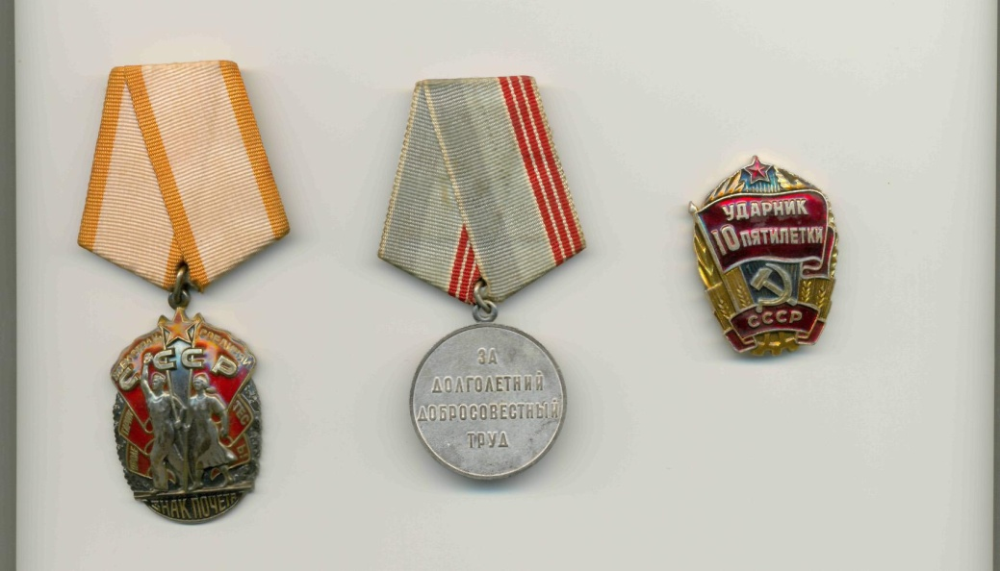 СССР
ЗНАК ПОЧЕТА
ЗА
ДОЛГОЛЕТНИЙ
ДОБРОСОВЕСТНЫЙ
ТРУД
УДАРНИК
10 ПЯТИЛЕТКИ
СССР